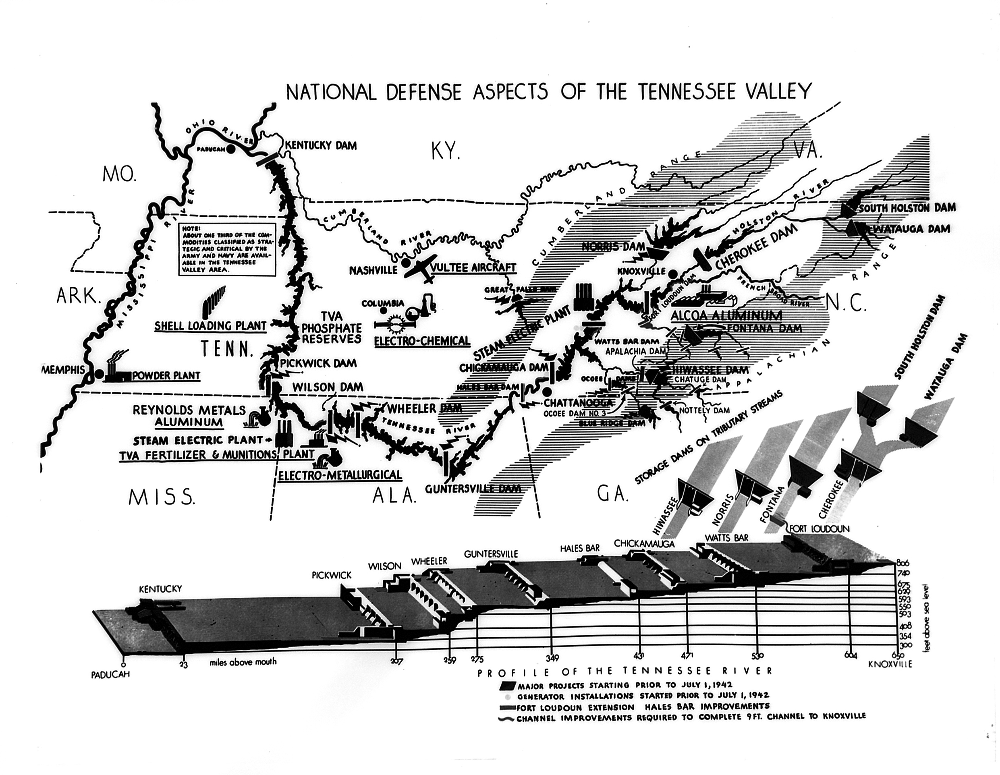 NATIONAL DEFENSE ASPECTS OF THE TENNESSEE VALLEY
OHIO RIVER
PADUCAH
KENTUCKY DAM
KY.
VA.
MO.
CUMBERLAND RANGE
MISSISSIPPI RIVER
NOTE:
ABOUT ONE THIRD OF THE COM-
MODITIES CLASSIFIED AS STRA-
TEGIC AND CRITICAL BY THE
ARMY AND NAVY ARE AVAIL-
ABLE IN THE TENNESSEE
VALLEY AREA.
CUMBERLAND RIVER
HOLSTON RIVER
SOUTH HOLSTON DAM
WATAUGA DAM
NORRIS DAM
CHEROKEE DAM
NASHVILLE
VULTEE AIRCRAFT
KNOXVILLE
FORT LOUDOUN DAM
FRENCH BROAD RIVER
ARK.
GREAT FALLS DAM
COLUMBIA
N.C.
STEAM ELECTRIC PLANT
ALCOA ALUMINUM
FONTANA DAM
SHELL LOADING PLANT
TVA
PHOSPHATE
RESERVES
ELECTRO-CHEMICAL
TENN.
WATTS BAR DAM
APALACHIA DAM
APPALACHIAN RANGE
MEMPHIS
POWDER PLANT
PICKWICK DAM
CHICKAMAUGA DAM
HIWASSEE DAM
OCOEE DAMS
CHATUGE DAM
WILSON DAM
HALES BAR DAM
CHATTANOOGA
OCOEE DAM NO. 3
NOTTELY DAM
BLUE RIDGE DAM
REYNOLDS METALS
ALUMINUM
WHEELER DAM
TENNESSEE RIVER
STEAM ELECTRIC PLANT
TVA FERTILIZER & MUNITIONS PLANT
ELECTRO-METALLURGICAL
GUNTERSVILLE DAM
MISS.
ALA.
GA.
STORAGE DAMS ON TRIBUTARY STREAMS
SOUTH HOLSTON DAM
WATAUGA DAM
HIWASSEE
NORRIS
FONTANA
CHEROKEE
KENTUCKY
PICKWICK
WILSON
WHEELER
GUNTERSVILLE
HALES BAR
CHICKAMAUGA
WATTS BAR
FORT LOUDOUN
806
740
675
629
593
550
503
408
354
300
feet above sea level
0
23
miles above mouth
207
259
275
349
431
471
530
604
650
PADUCAH
KNOXVILLE
PROFILE OF THE TENNESSEE RIVER
MAJOR PROJECTS STARTING PRIOR TO JULY 1, 1942
GENERATOR INSTALLATIONS STARTED PRIOR TO JULY 1, 1942
FORT LOUDOUN EXTENSION HALES BAR IMPROVEMENTS
CHANNEL IMPROVEMENTS REQUIRED TO COMPLETE 9 FT. CHANNEL TO KNOXVILLE